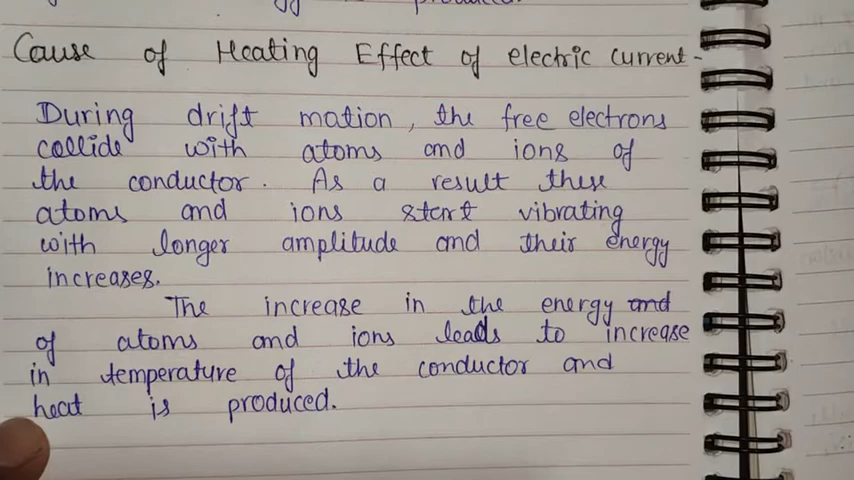 Cause of Heating Effect of electric current-
During drift mation, the free electrons
collide with atoms and ions of
the conductor. As a result these
atoms and ions start vibrating
with longer amplitude and their energy
increases.
The increase in the energy and
of atoms and ions leads to increase
in temperature of the conductor and
heat is produced.